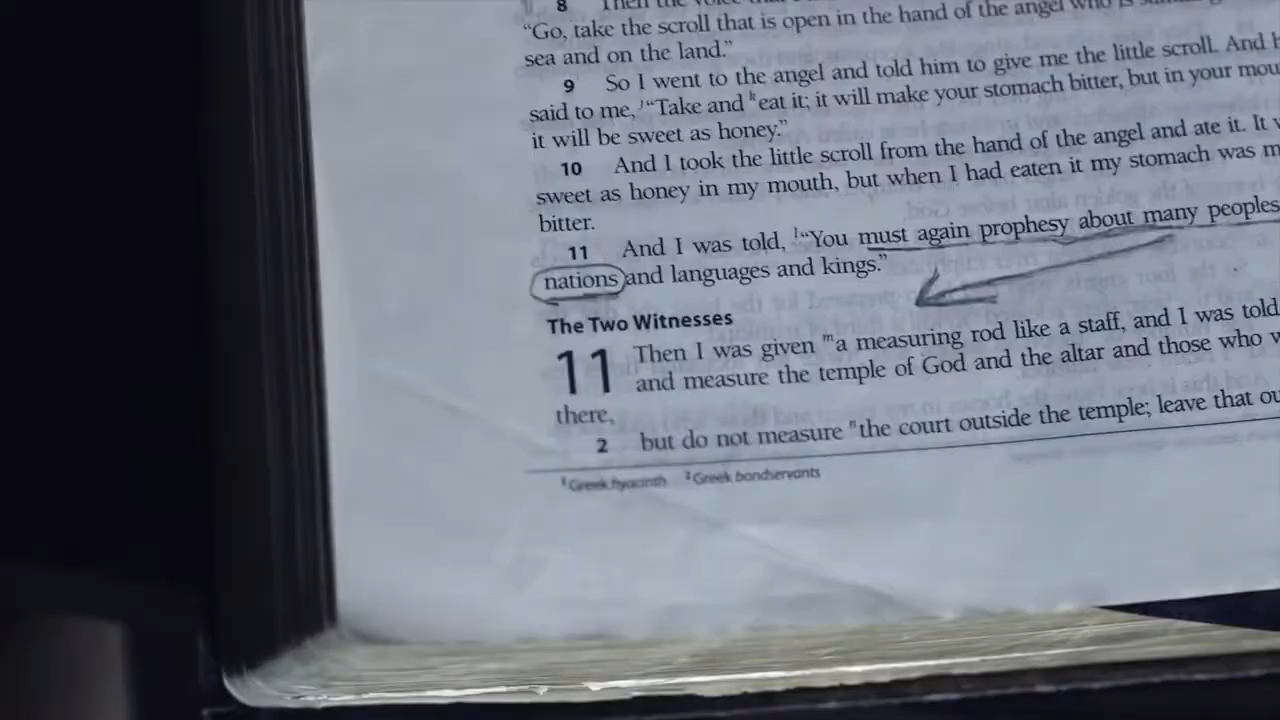 8 Then the voice that
“Go, take the scroll that is open in the hand of the angel who is
sea and on the land.”
9 So I went to the angel and told him to give me the little scroll. And
said to me, j“Take and k eat it; it will make your stomach bitter, but in your mou
it will be sweet as honey.”
10 And I took the little scroll from the hand of the angel and ate it. It
sweet as honey in my mouth, but when I had eaten it my stomach was m
bitter.
11 And I was told, l“You must again prophesy about many peoples
nations and languages and kings.”
The Two Witnesses
11 Then I was given m a measuring rod like a staff, and I was told
and measure the temple of God and the altar and those who w
there,
2 but do not measure n the court outside the temple; leave that ou
1 Greek hyacinth 2 Greek bondservants